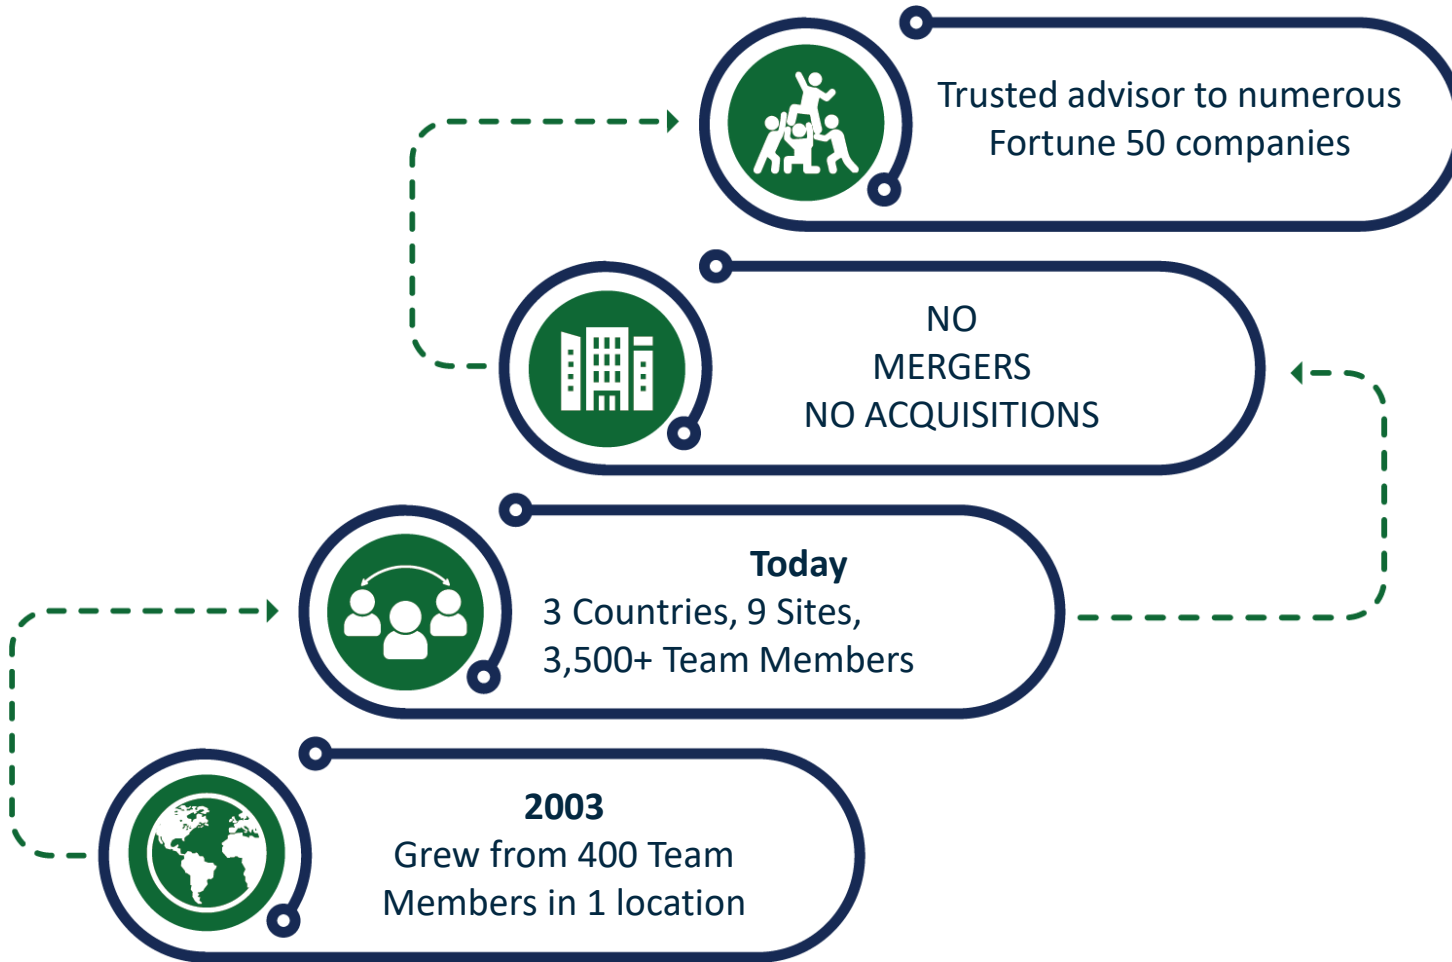 Trusted advisor to numerous
Fortune 50 companies
NO
MERGERS
NO ACQUISITIONS
Today
3 Countries, 9 Sites,
3,500+ Team Members
2003
Grew from 400 Team
Members in 1 location